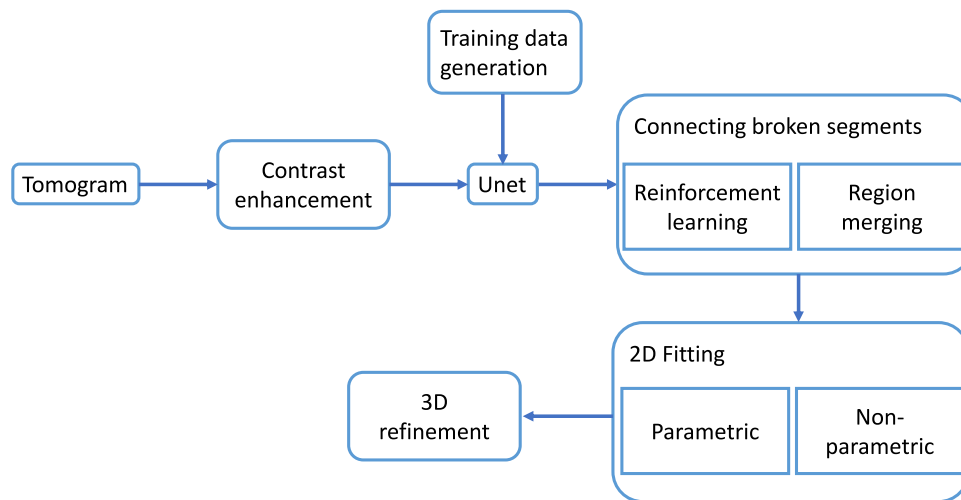 Training data
generation
Connecting broken segments
Tomogram
Contrast
enhancement
Unet
Reinforcement
learning
Region
merging
2D Fitting
3D
refinement
Parametric
Non-
parametric